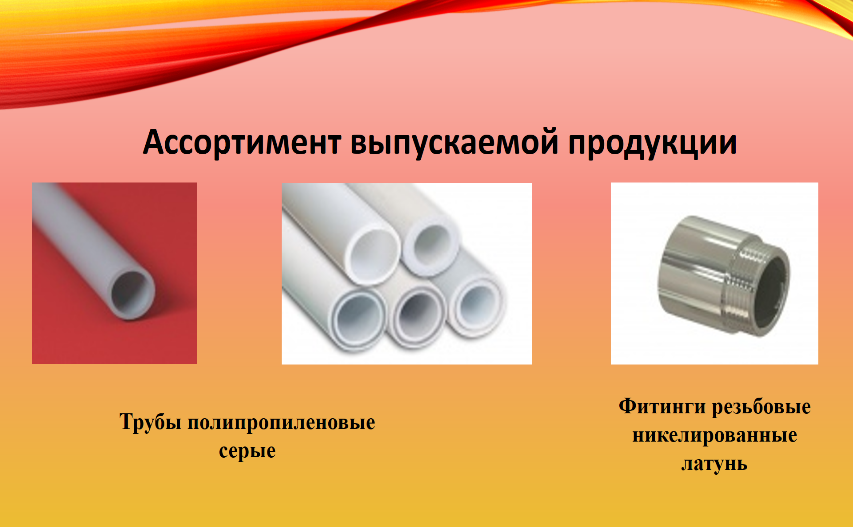 Ассортимент выпускаемой продукции
Трубы полипропиленовые
серые
Фитинги резьбовые
никелированные
латунь